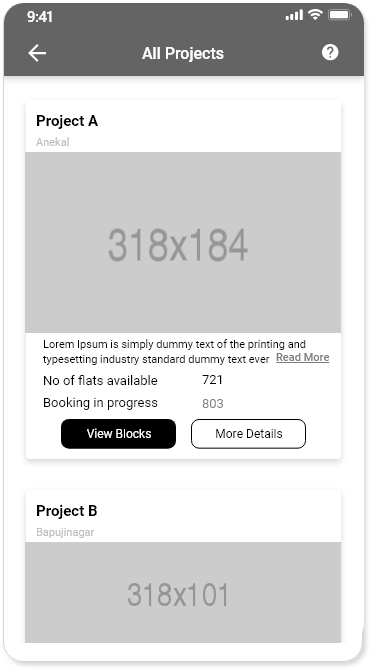 9:41
All Projects
Project A
Anekal
318x184
Lorem Ipsum is simply dummy text of the printing and
typesetting industry standard dummy text ever Read More
No of flats available 721
Booking in progress 803
View Blocks More Details
Project B
Bapujinagar
318x101